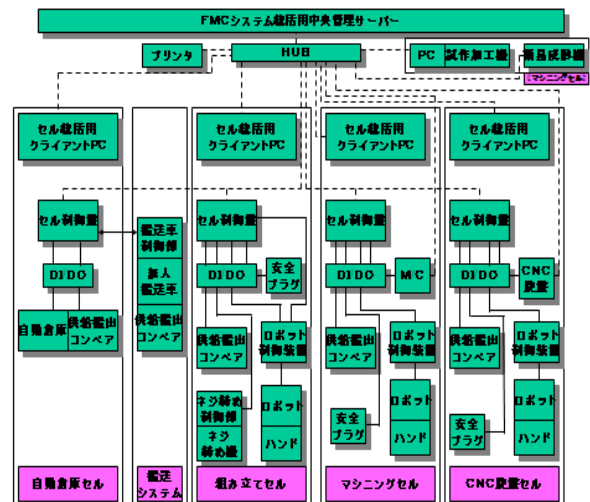 FMCシステム統括用中央管理サーバー
プリンタ
HUB
PC
試作加工機
(マシニングセル)
セル統括用
クライアントPC
セル統括用
クライアントPC
セル統括用
クライアントPC
セル統括用
クライアントPC
セル制御盤
搬送車
制御部
無人
搬送車
供給搬出
コンベア
セル制御盤
セル制御盤
セル制御盤
DI/DO
自動倉庫
供給搬出
コンベア
DI/DO
安全
プラグ
供給搬出
コンベア
ロボット
制御装置
ネジ締め
制御部
ネジ
締め機
ロボット
ハンド
DI/DO
M/C
供給搬出
コンベア
ロボット
制御装置
安全
プラグ
ロボット
ハンド
DI/DO
CNC
旋盤
供給搬出
コンベア
ロボット
制御装置
安全
プラグ
ロボット
ハンド
自動倉庫セル
搬送
システム
組み立てセル
マシニングセル
CNC旋盤セル